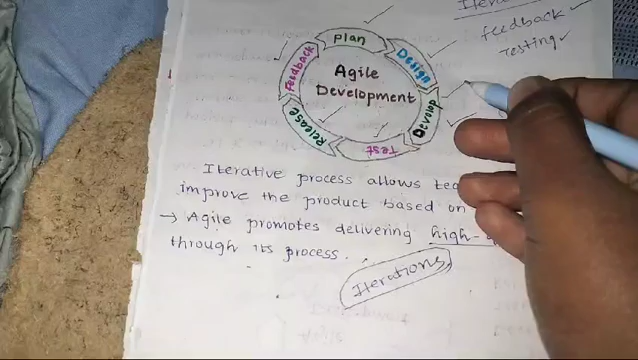 feedback
Testing
Plan
Design
Develop
Test
Release
Feedback
Agile
Development
Iterative process allows
improve the product based on
→ Agile promotes delivering high-
through its process.
Iterations